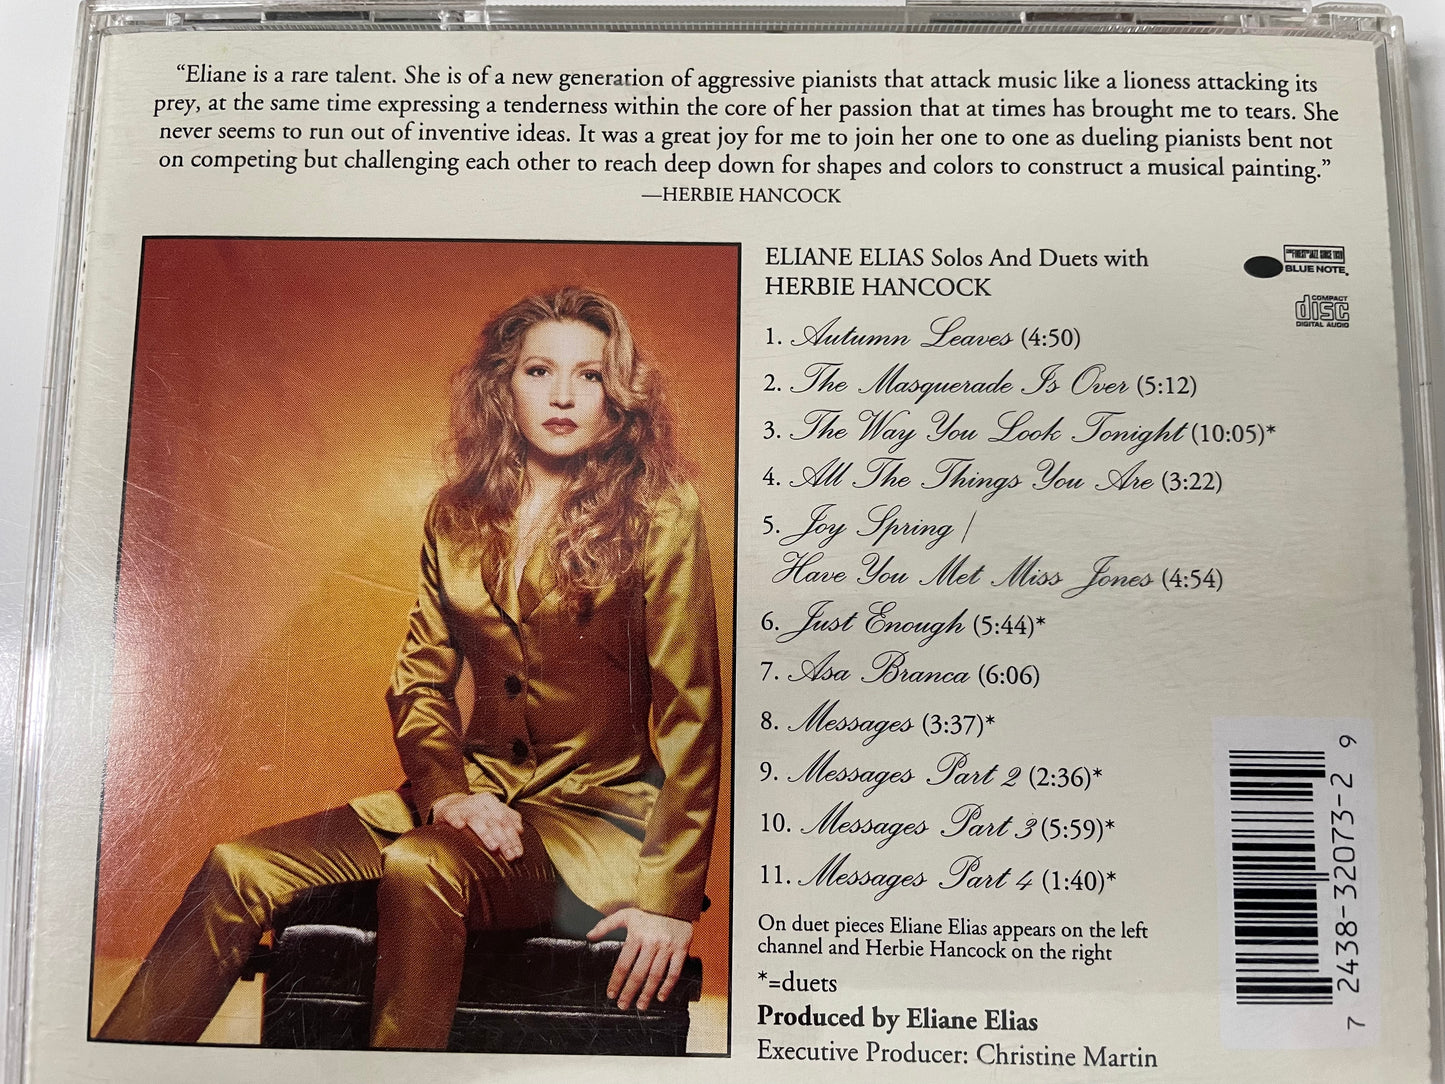 “Eliane is a rare talent. She is of a new generation of aggressive pianists that attack music like a lioness attacking its
prey, at the same time expressing a tenderness within the core of her passion that at times has brought me to tears. She
never seems to run out of inventive ideas. It was a great joy for me to join her one to one as dueling pianists bent not
on competing but challenging each other to reach deep down for shapes and colors to construct a musical painting.”
—HERBIE HANCOCK
ELIANE ELIAS Solos And Duets with
HERBIE HANCOCK
1. Autumn Leaves (4:50)
2. The Masquerade Is Over (5:12)
3. The Way You Look Tonight (10:05)*
4. All The Things You Are (3:22)
5. Joy Spring /
Have You Met Miss Jones (4:54)
6. Just Enough (5:44)*
7. Asa Branca (6:06)
8. Messages (3:37)*
9. Messages Part 2 (2:36)*
10. Messages Part 3 (5:59)*
11. Messages Part 4 (1:40)*
On duet pieces Eliane Elias appears on the left
channel and Herbie Hancock on the right
*=duets
Produced by Eliane Elias
Executive Producer: Christine Martin
THE FINEST IN JAZZ SINCE 1939
BLUE NOTE
COMPACT
disc
DIGITAL AUDIO
7 2438-32073-2 9